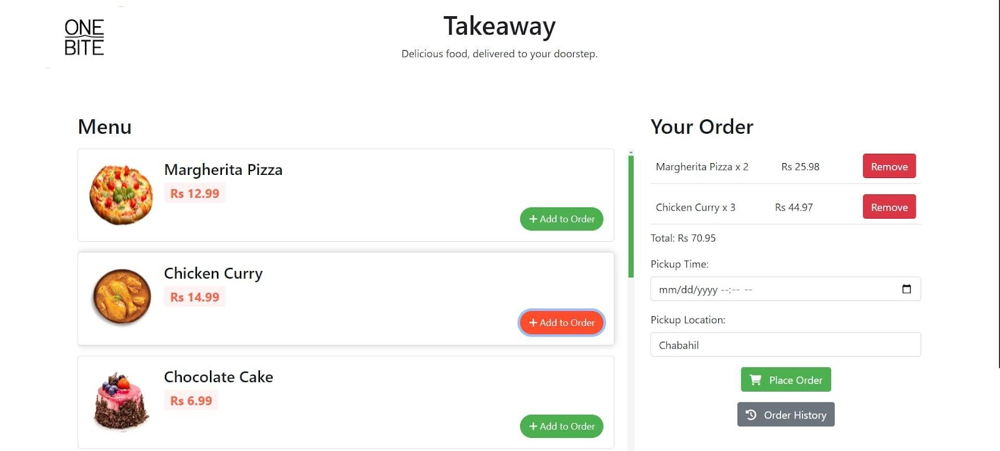 ONE
BITE
Takeaway
Delicious food, delivered to your doorstep.
Menu
Margherita Pizza
Rs 12.99
+ Add to Order
Chicken Curry
Rs 14.99
+ Add to Order
Chocolate Cake
Rs 6.99
+ Add to Order
Your Order
Margherita Pizza x 2 Rs 25.98 Remove
Chicken Curry x 3 Rs 44.97 Remove
Total: Rs 70.95
Pickup Time:
mm/dd/yyyy --:-- --
Pickup Location:
Chabahil
Place Order
Order History